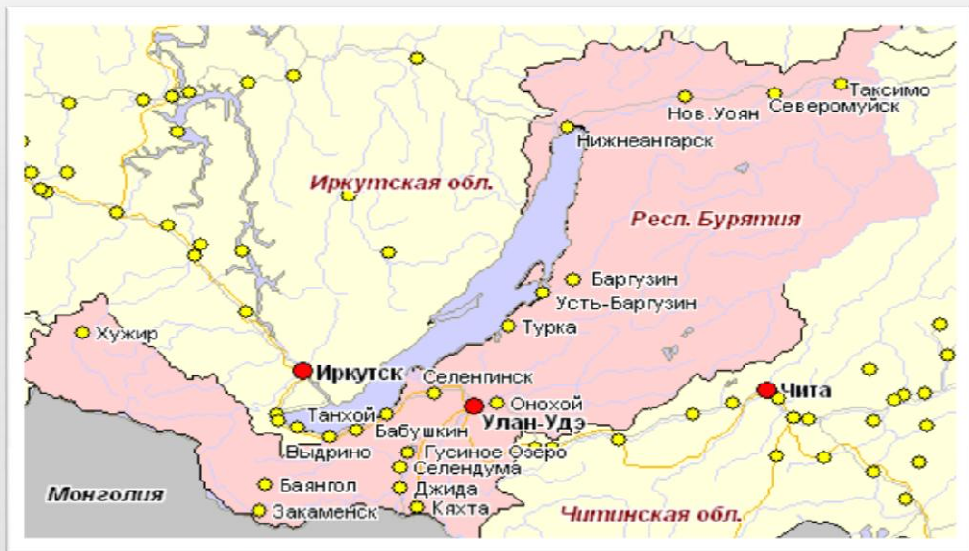 Таксимо
Нов.Уоян
Северомуйск
Нижнеангарск
Иркутская обл.
Респ. Бурятия
Баргузин
Усть-Баргузин
Хужир
Турка
Иркутск
Селенгинск
Чита
Танхой
Онохой
Улан-Удэ
Бабушкин
Выдрино
Гусиное Озеро
Селендума
Баянгол
Джида
Монголия
Закаменск
Кяхта
Читинская обл.